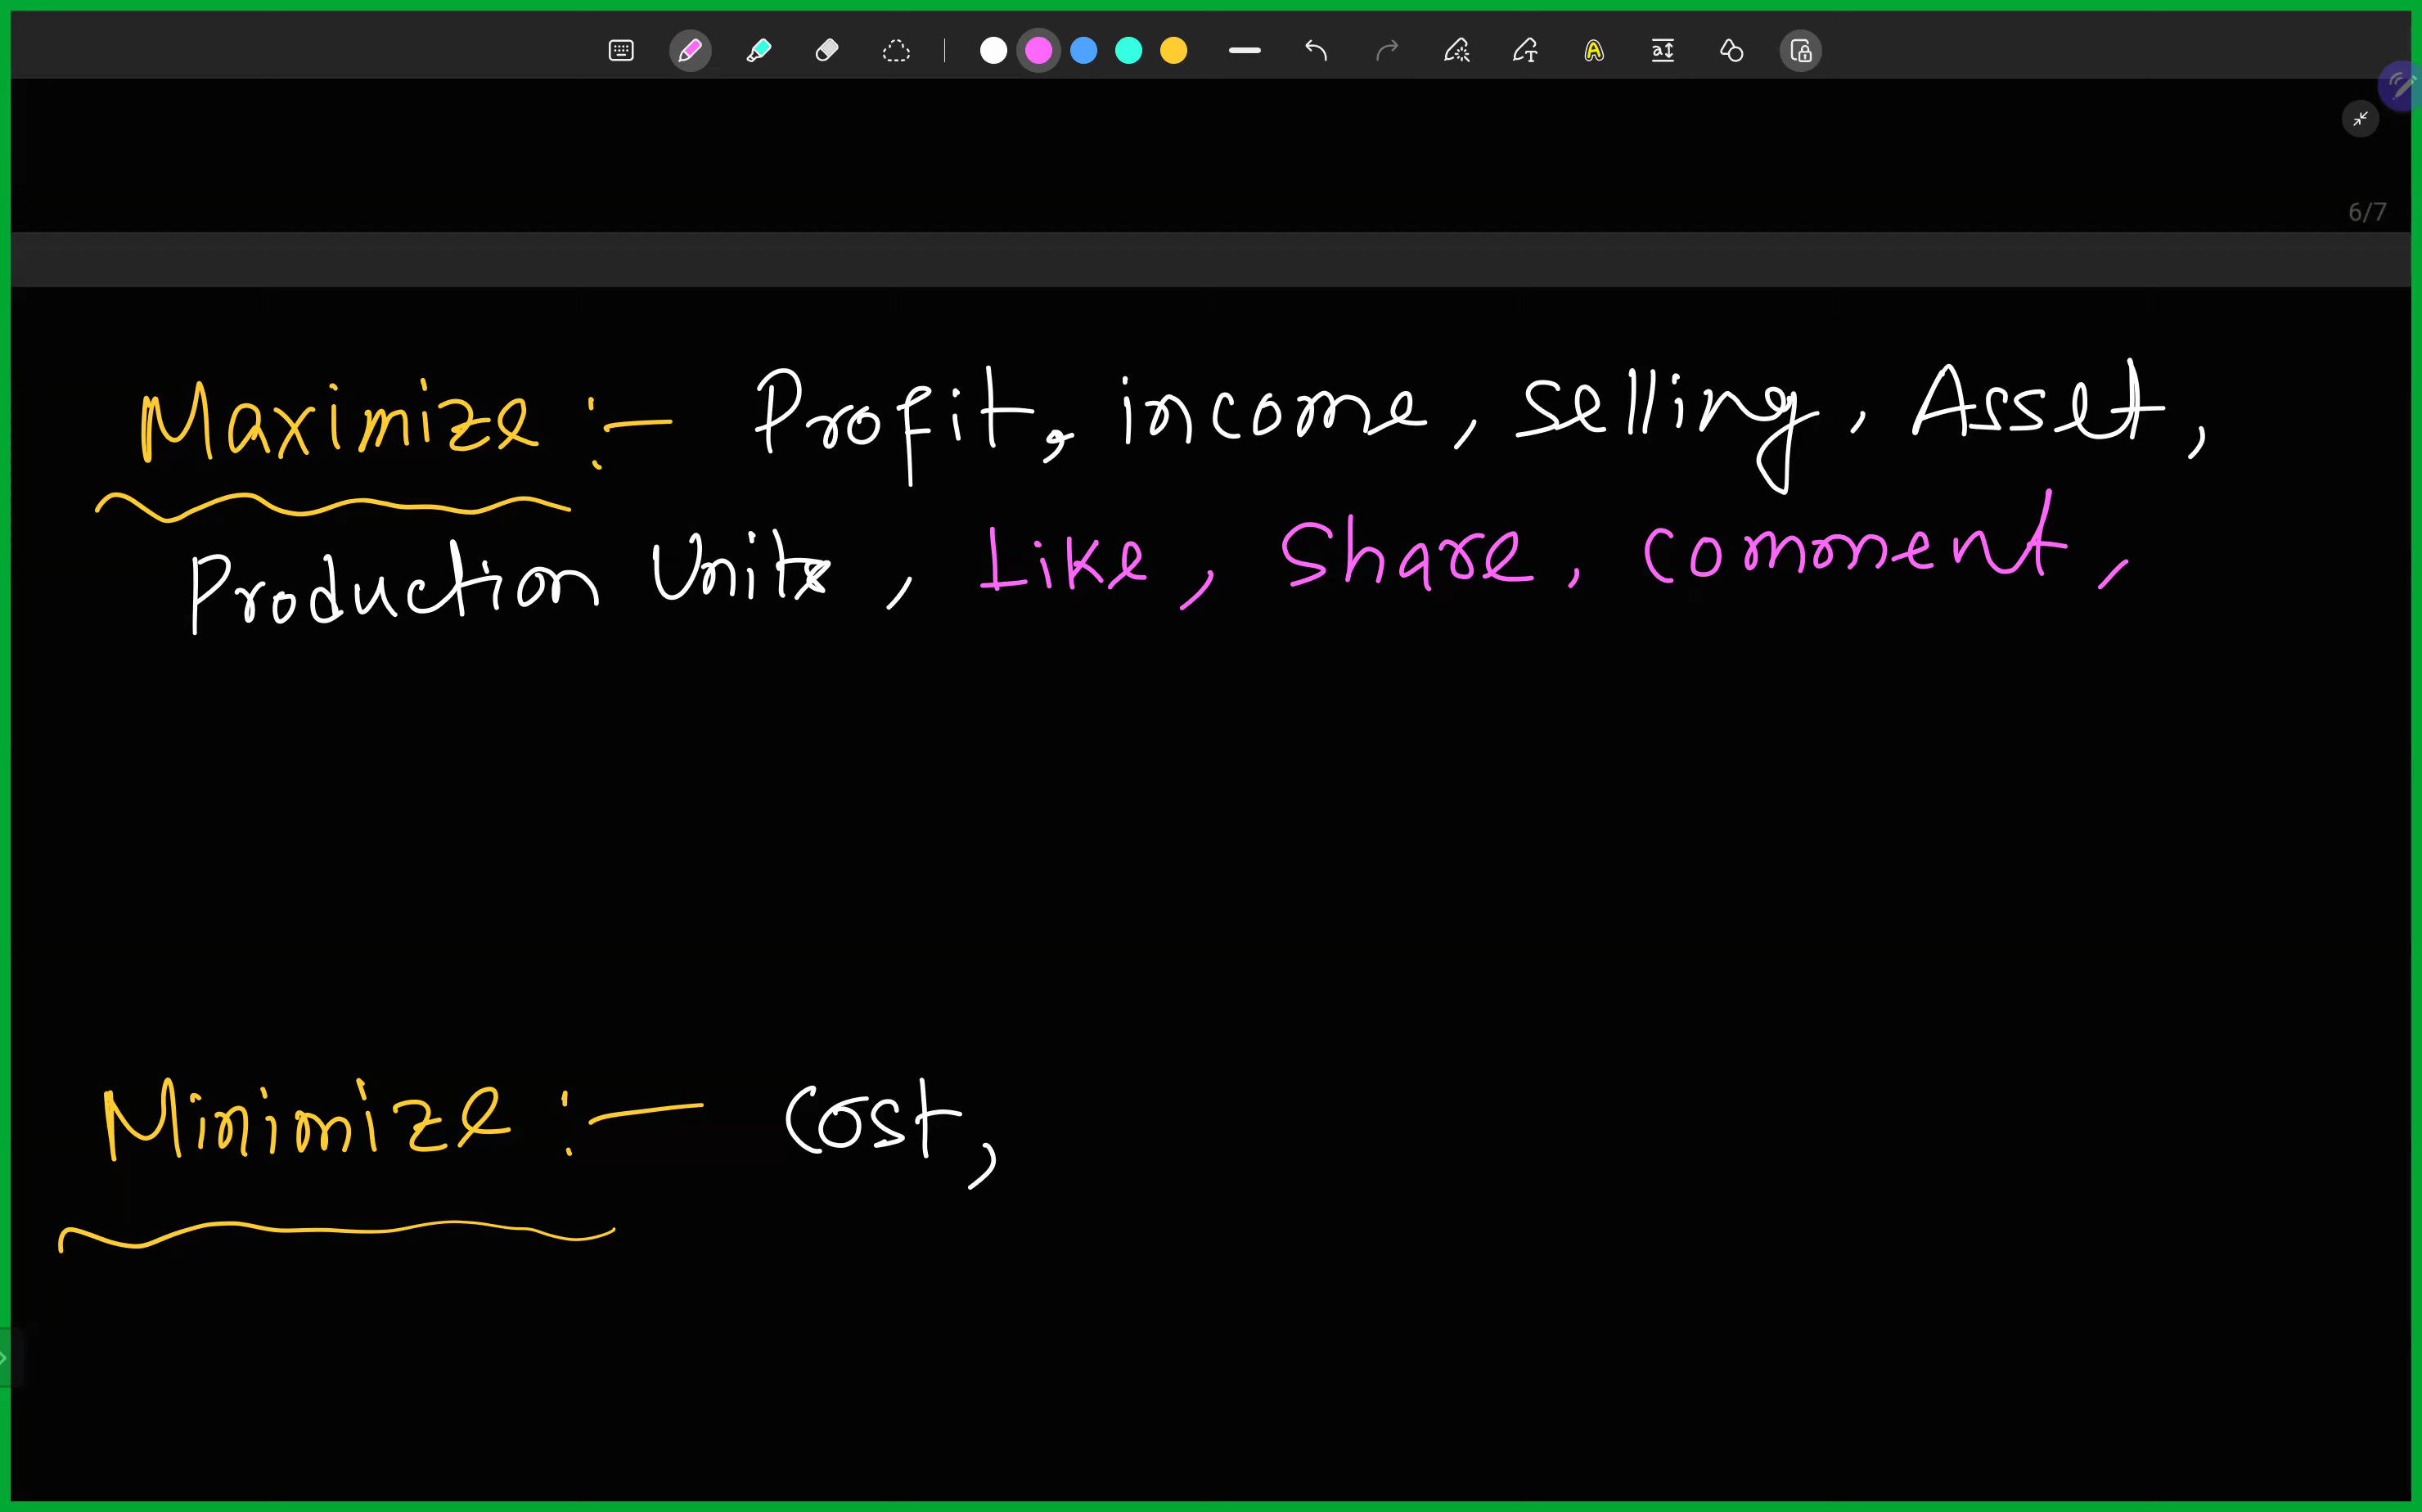 6/7
Maximize :- Profit, income, selling, Asset,
Production Units, Like, Share, comment,
Minimize :- Cost,